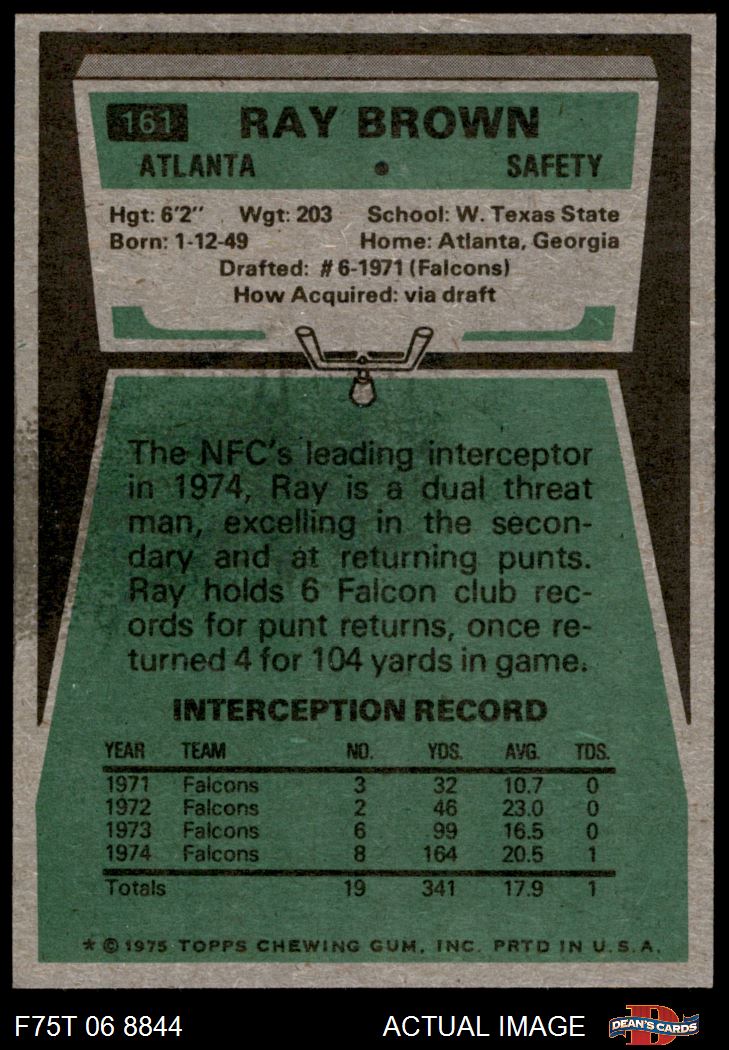 161 RAY BROWN
ATLANTA • SAFETY
Hgt: 6'2" Wgt: 203 School: W. Texas State
Born: 1-12-49 Home: Atlanta, Georgia
Drafted: #6-1971 (Falcons)
How Acquired: via draft
The NFC's leading interceptor
in 1974, Ray is a dual threat
man, excelling in the secon-
dary and at returning punts.
Ray holds 6 Falcon club rec-
ords for punt returns, once re-
turned 4 for 104 yards in game.
INTERCEPTION RECORD
YEAR TEAM NO. YDS. AVG. TDS.
1971 Falcons 3 32 10.7 0
1972 Falcons 2 46 23.0 0
1973 Falcons 6 99 16.5 0
1974 Falcons 8 164 20.5 1
Totals 19 341 17.9 1
* © 1975 TOPPS CHEWING GUM, INC. PRTD IN U.S.A.
F75T 06 8844 ACTUAL IMAGE DEAN'S CARDS